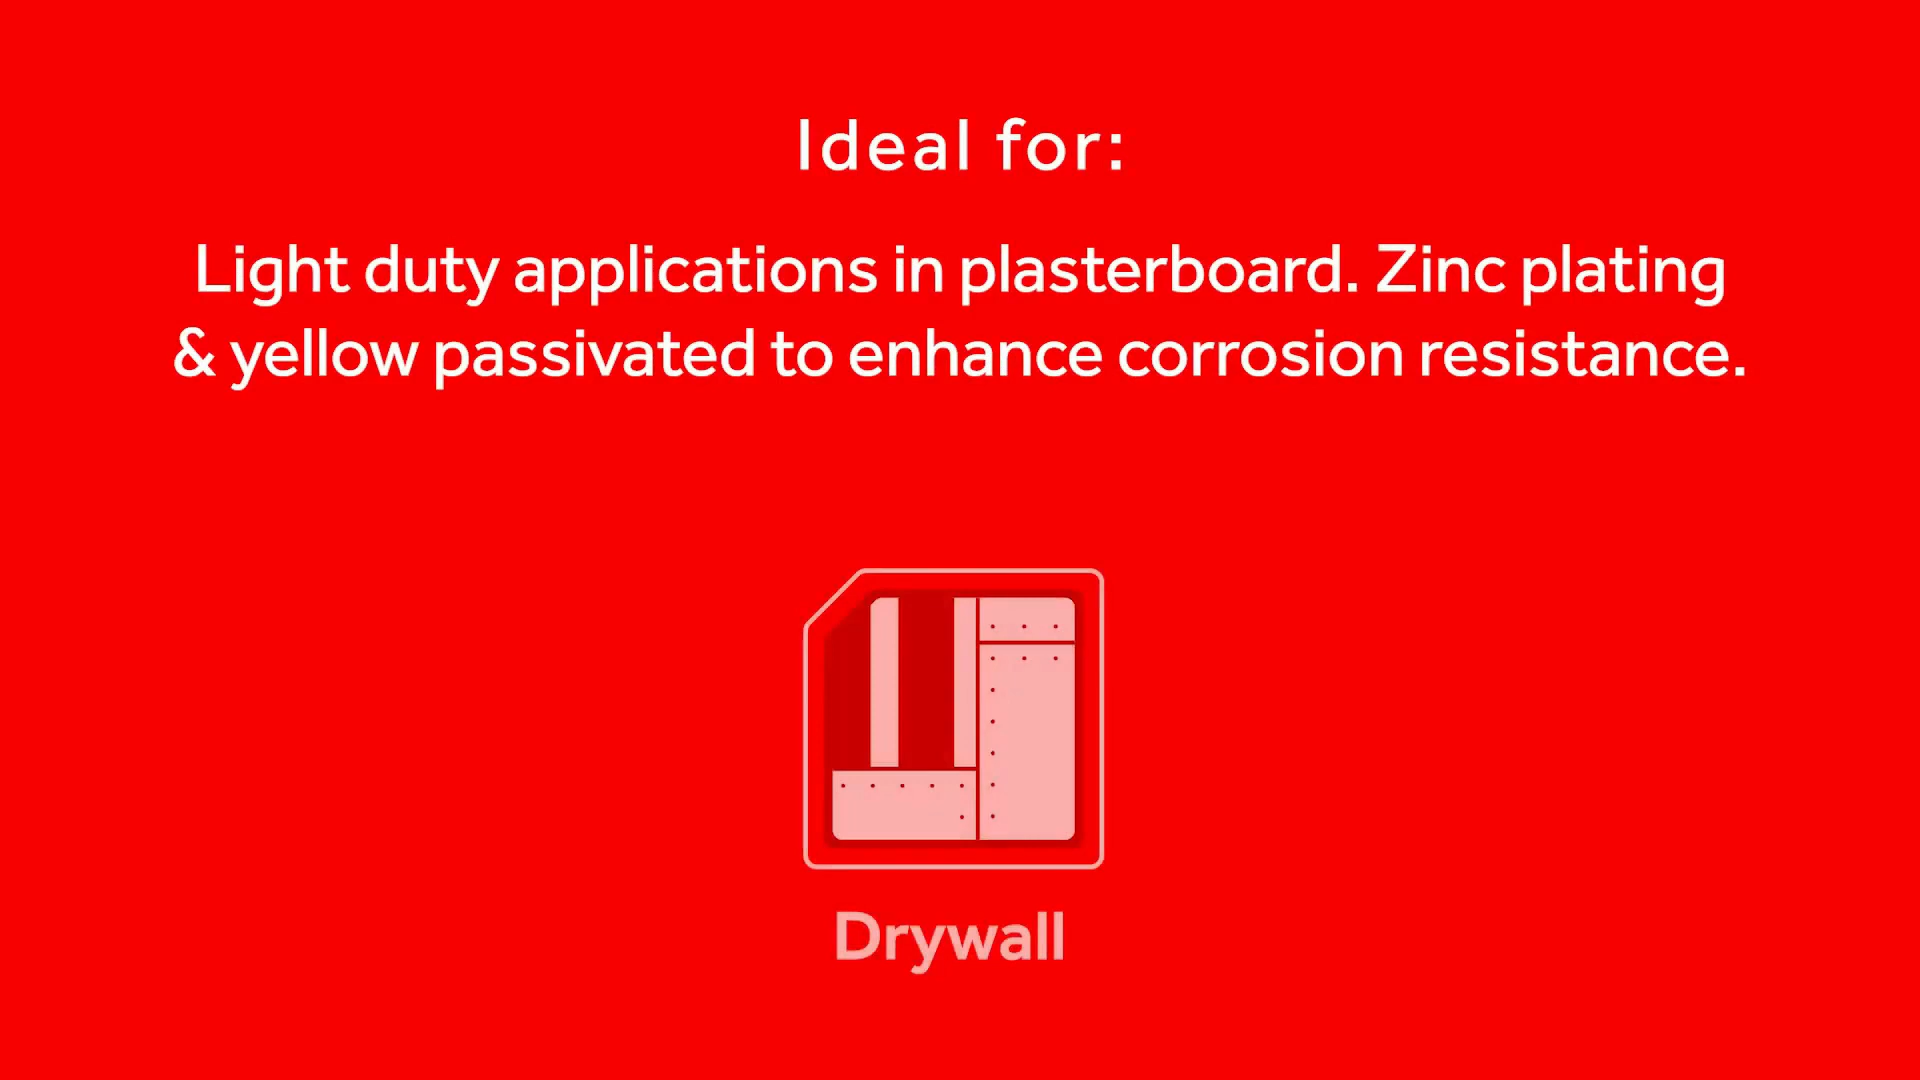 Ideal for:
Light duty applications in plasterboard. Zinc plating
& yellow passivated to enhance corrosion resistance.
Drywall